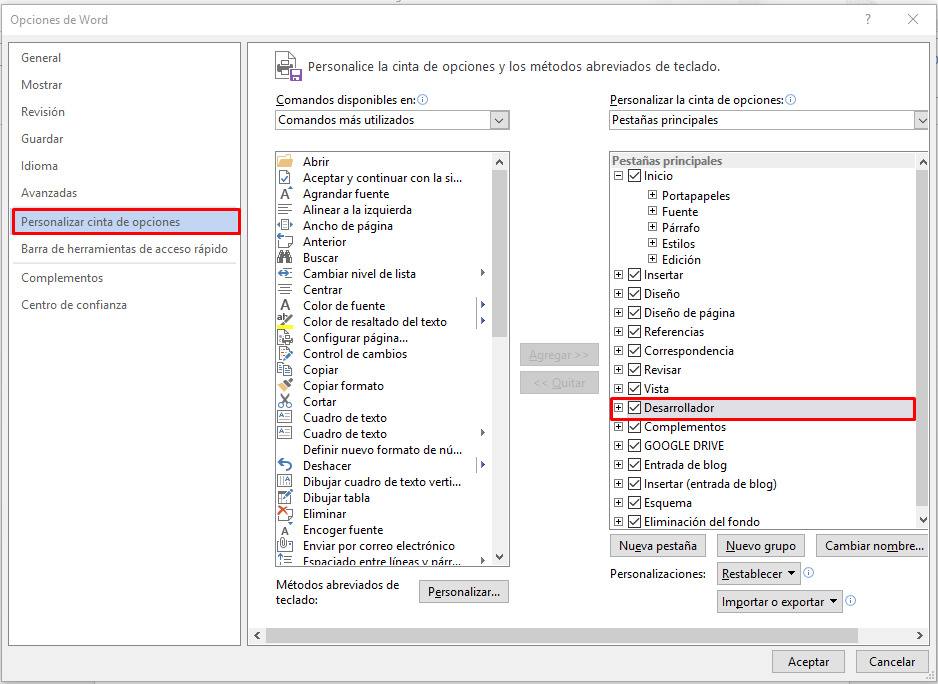 Opciones de Word
?
General
Mostrar
Revisión
Guardar
Idioma
Avanzadas
Personalizar cinta de opciones
Barra de herramientas de acceso rápido
Complementos
Centro de confianza
Personalice la cinta de opciones y los métodos abreviados de teclado.
Comandos disponibles en:
Comandos más utilizados
Abrir
Aceptar y continuar con la si...
Agrandar fuente
Alinear a la izquierda
Ancho de página
Anterior
Buscar
Cambiar nivel de lista
Centrar
Color de fuente
Color de resaltado del texto
Configurar página...
Control de cambios
Copiar
Copiar formato
Cortar
Cuadro de texto
Cuadro de texto
Definir nuevo formato de nú...
Deshacer
Dibujar cuadro de texto verti...
Dibujar tabla
Eliminar
Encoger fuente
Enviar por correo electrónico
Espaciado entre líneas y párr...
Métodos abreviados de
teclado:
Personalizar...
Agregar >>
<< Quitar
Personalizar la cinta de opciones:
Pestañas principales
Pestañas principales
Inicio
Portapapeles
Fuente
Párrafo
Estilos
Edición
Insertar
Diseño
Diseño de página
Referencias
Correspondencia
Revisar
Vista
Desarrollador
Complementos
GOOGLE DRIVE
Entrada de blog
Insertar (entrada de blog)
Esquema
Eliminación del fondo
Nueva pestaña
Nuevo grupo
Cambiar nombre...
Personalizaciones:
Restablecer
Importar o exportar
Aceptar
Cancelar